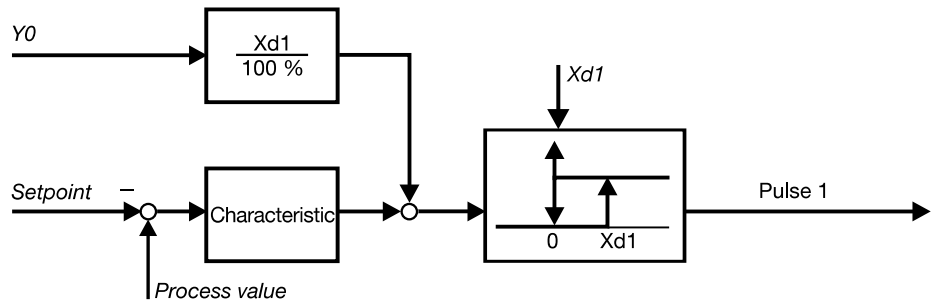 Y0
Xd1
100 %
Xd1
Setpoint
–
Characteristic
Pulse 1
0
Xd1
Process value